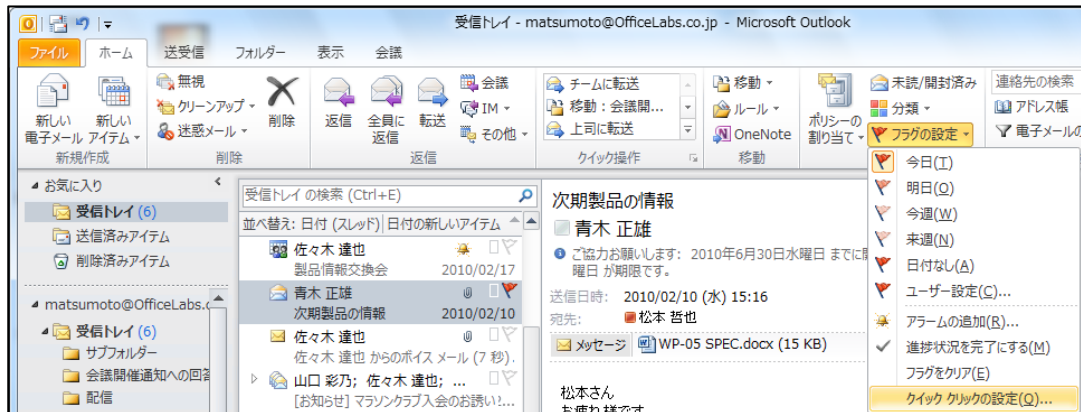 受信トレイ - matsumoto@OfficeLabs.co.jp - Microsoft Outlook
ファイル ホーム 送受信 フォルダー 表示 会議
新しい電子メール
新しいアイテム
新規作成
無視
クリーンアップ
迷惑メール
削除
削除
返信
全員に返信
転送
会議
IM
その他
返信
チームに転送
移動：会議開...
上司に転送
クイック操作
移動
ルール
OneNote
移動
ポリシーの割り当て
未読/開封済み
分類
フラグの設定
連絡先の検索
アドレス帳
電子メールの
お気に入り
受信トレイ (6)
送信済みアイテム
削除済みアイテム
matsumoto@OfficeLabs.c
受信トレイ (6)
サブフォルダー
会議開催通知への回答
配信
受信トレイ の検索 (Ctrl+E)
並べ替え: 日付 (スレッド) 日付の新しいアイテム
佐々木 達也
製品情報交換会 2010/02/17
青木 正雄
次期製品の情報 2010/02/10
佐々木 達也
佐々木 達也 からのボイス メール (7 秒).
山口 彩乃; 佐々木 達也; ...
[お知らせ] マラソンクラブ入会のお誘い!...
次期製品の情報
青木 正雄
ご協力お願いします: 2010年6月30日水曜日 までに
曜日 が期限です。
送信日時: 2010/02/10 (水) 15:16
宛先: 松本 哲也
メッセージ WP-05 SPEC.docx (15 KB)
松本さん
お疲れ様です
今日(T)
明日(O)
今週(W)
来週(N)
日付なし(A)
ユーザー設定(C)...
アラームの追加(R)...
進捗状況を完了にする(M)
フラグをクリア(E)
クイック クリックの設定(Q)...